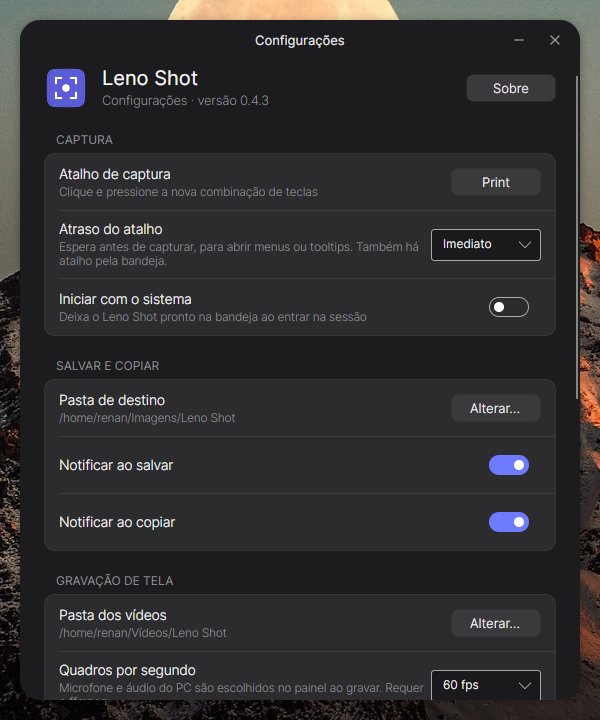 Configurações
Leno Shot
Configurações · versão 0.4.3
Sobre
CAPTURA
Atalho de captura
Clique e pressione a nova combinação de teclas
Print
Atraso do atalho
Espera antes de capturar, para abrir menus ou tooltips. Também há
atalho pela bandeja.
Imediato
Iniciar com o sistema
Deixa o Leno Shot pronto na bandeja ao entrar na sessão
SALVAR E COPIAR
Pasta de destino
/home/renan/Imagens/Leno Shot
Alterar...
Notificar ao salvar
Notificar ao copiar
GRAVAÇÃO DE TELA
Pasta dos vídeos
/home/renan/Vídeos/Leno Shot
Alterar...
Quadros por segundo
Microfone e áudio do PC são escolhidos no painel ao gravar. Requer
60 fps